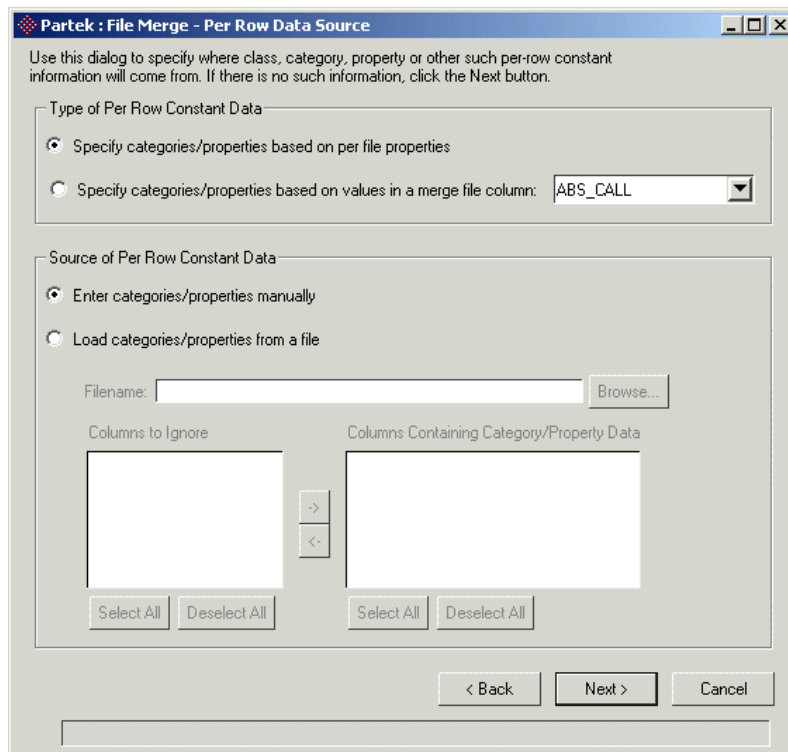 Partek : File Merge - Per Row Data Source
Use this dialog to specify where class, category, property or other such per-row constant
information will come from. If there is no such information, click the Next button.
Type of Per Row Constant Data
Specify categories/properties based on per file properties
Specify categories/properties based on values in a merge file column: ABS_CALL
Source of Per Row Constant Data
Enter categories/properties manually
Load categories/properties from a file
Filename: Browse...
Columns to Ignore Columns Containing Category/Property Data
->
<-
Select All Deselect All Select All Deselect All
< Back Next > Cancel